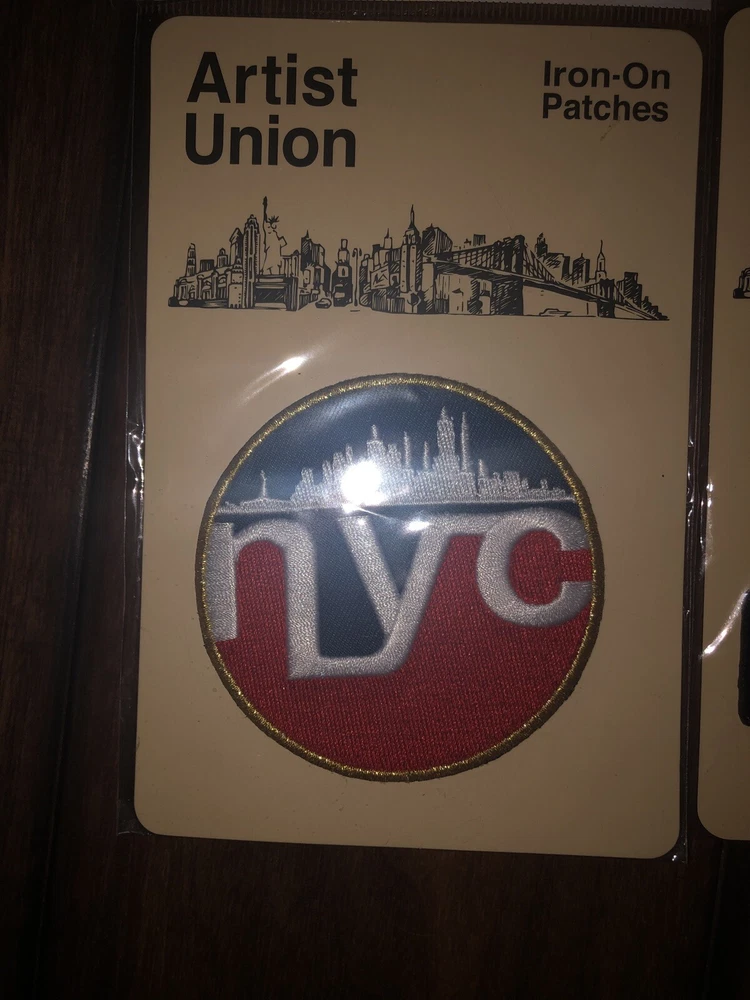 Artist
Union
Iron-On
Patches
nyc